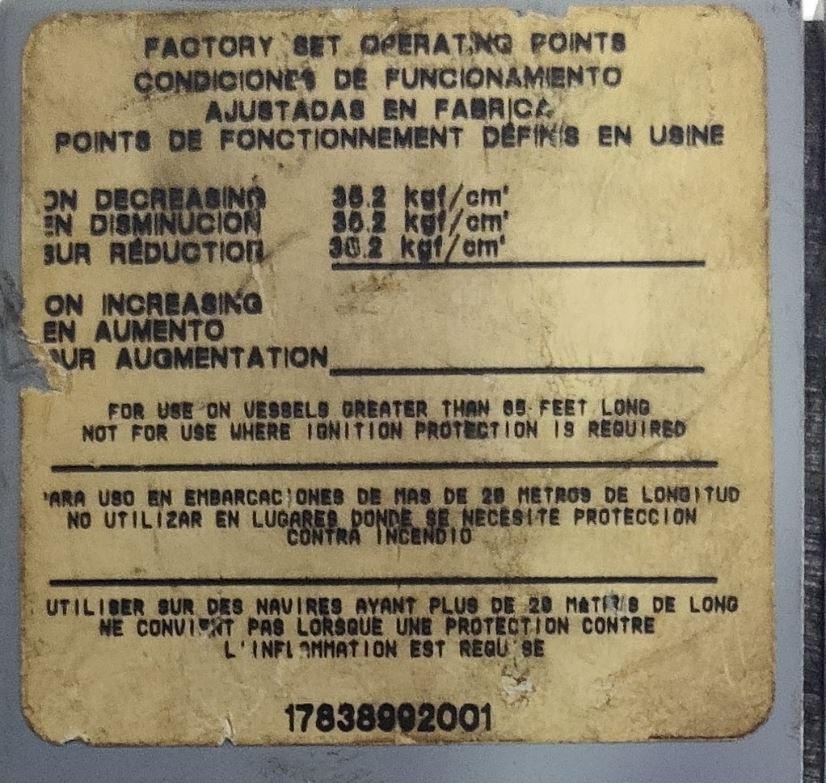 FACTORY SET OPERATING POINTS
CONDICIONES DE FUNCIONAMIENTO
AJUSTADAS EN FABRICA
POINTS DE FONCTIONNEMENT DÉFINIS EN USINE
ON DECREASING 35.2 kgf/cm²
EN DISMINUCION 35.2 kgf/cm²
SUR RÉDUCTION 35.2 kgf/cm²
ON INCREASING
EN AUMENTO
SUR AUGMENTATION
FOR USE ON VESSELS GREATER THAN 65 FEET LONG
NOT FOR USE WHERE IGNITION PROTECTION IS REQUIRED
PARA USO EN EMBARCACIONES DE MAS DE 20 METROS DE LONGITUD
NO UTILIZAR EN LUGARES DONDE SE NECESITE PROTECCION
CONTRA INCENDIO
UTILISER SUR DES NAVIRES AYANT PLUS DE 20 MATRES DE LONG
NE CONVIENT PAS LORSQUE UNE PROTECTION CONTRE
L'INFLAMMATION EST REQUISE
17838992001